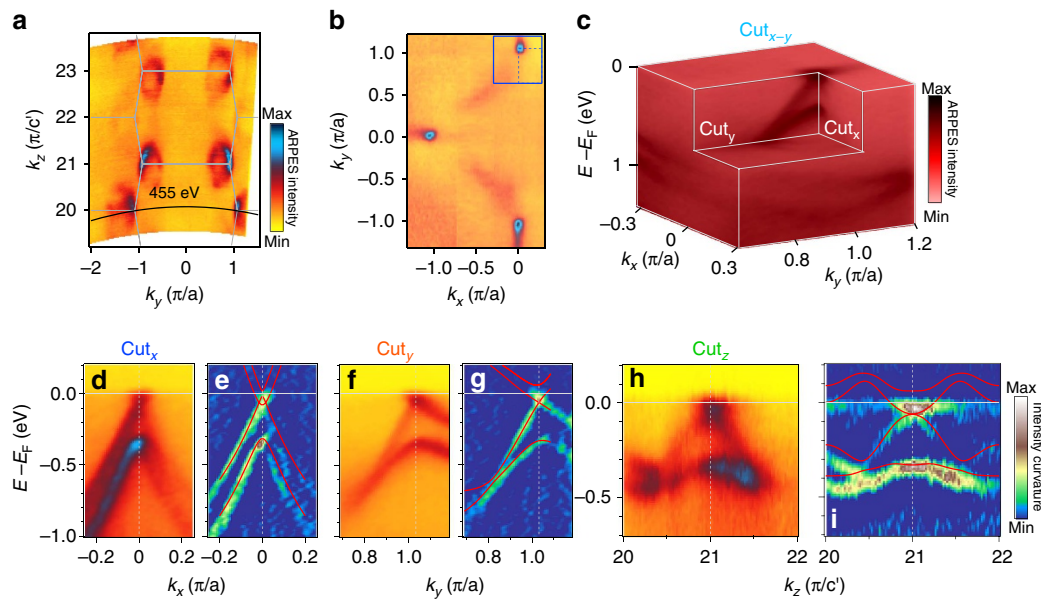 a
23
22
21
20
k_z (π/c')
455 eV
−2 −1 0 1
k_y (π/a)
Max
ARPES intensity
Min
b
1.0
0.5
0.0
−0.5
−1.0
k_y (π/a)
−1.0 −0.5 0
k_x (π/a)
c
Cut_x–y
0
1
E −E_F (eV)
Cut_y
Cut_x
−0.3
0
0.3
k_x (π/a)
0.8
1.0
1.2
k_y (π/a)
Max
ARPES intensity
Min
Cut_x
d
e
0.0
−0.5
−1.0
E −E_F (eV)
−0.2 0 0.2
−0.2 0 0.2
k_x (π/a)
Cut_y
f
g
0.8 1.0
0.8 1.0
k_y (π/a)
Cut_z
h
i
0.0
−0.5
20 21 22
20 21 22
k_z (π/c')
Max
Intensity curvature
Min